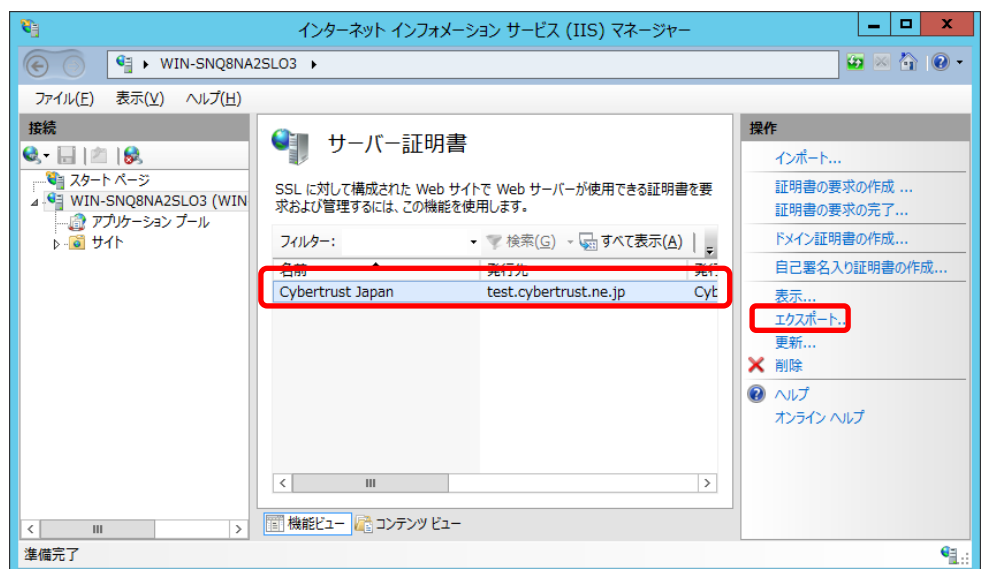 インターネット インフォメーション サービス (IIS) マネージャー
WIN-SNQ8NA2SLO3
ファイル(F) 表示(V) ヘルプ(H)
接続
スタート ページ
WIN-SNQ8NA2SLO3 (WIN
アプリケーション プール
サイト
サーバー証明書
SSL に対して構成された Web サイトで Web サーバーが使用できる証明書を要
求および管理するには、この機能を使用します。
フィルター: 検索(G) すべて表示(A)
名前 発行先 発行
Cybertrust Japan test.cybertrust.ne.jp Cyb
機能ビュー コンテンツ ビュー
操作
インポート...
証明書の要求の作成 ...
証明書の要求の完了...
ドメイン証明書の作成...
自己署名入り証明書の作成...
表示...
エクスポート...
更新...
削除
ヘルプ
オンライン ヘルプ
準備完了